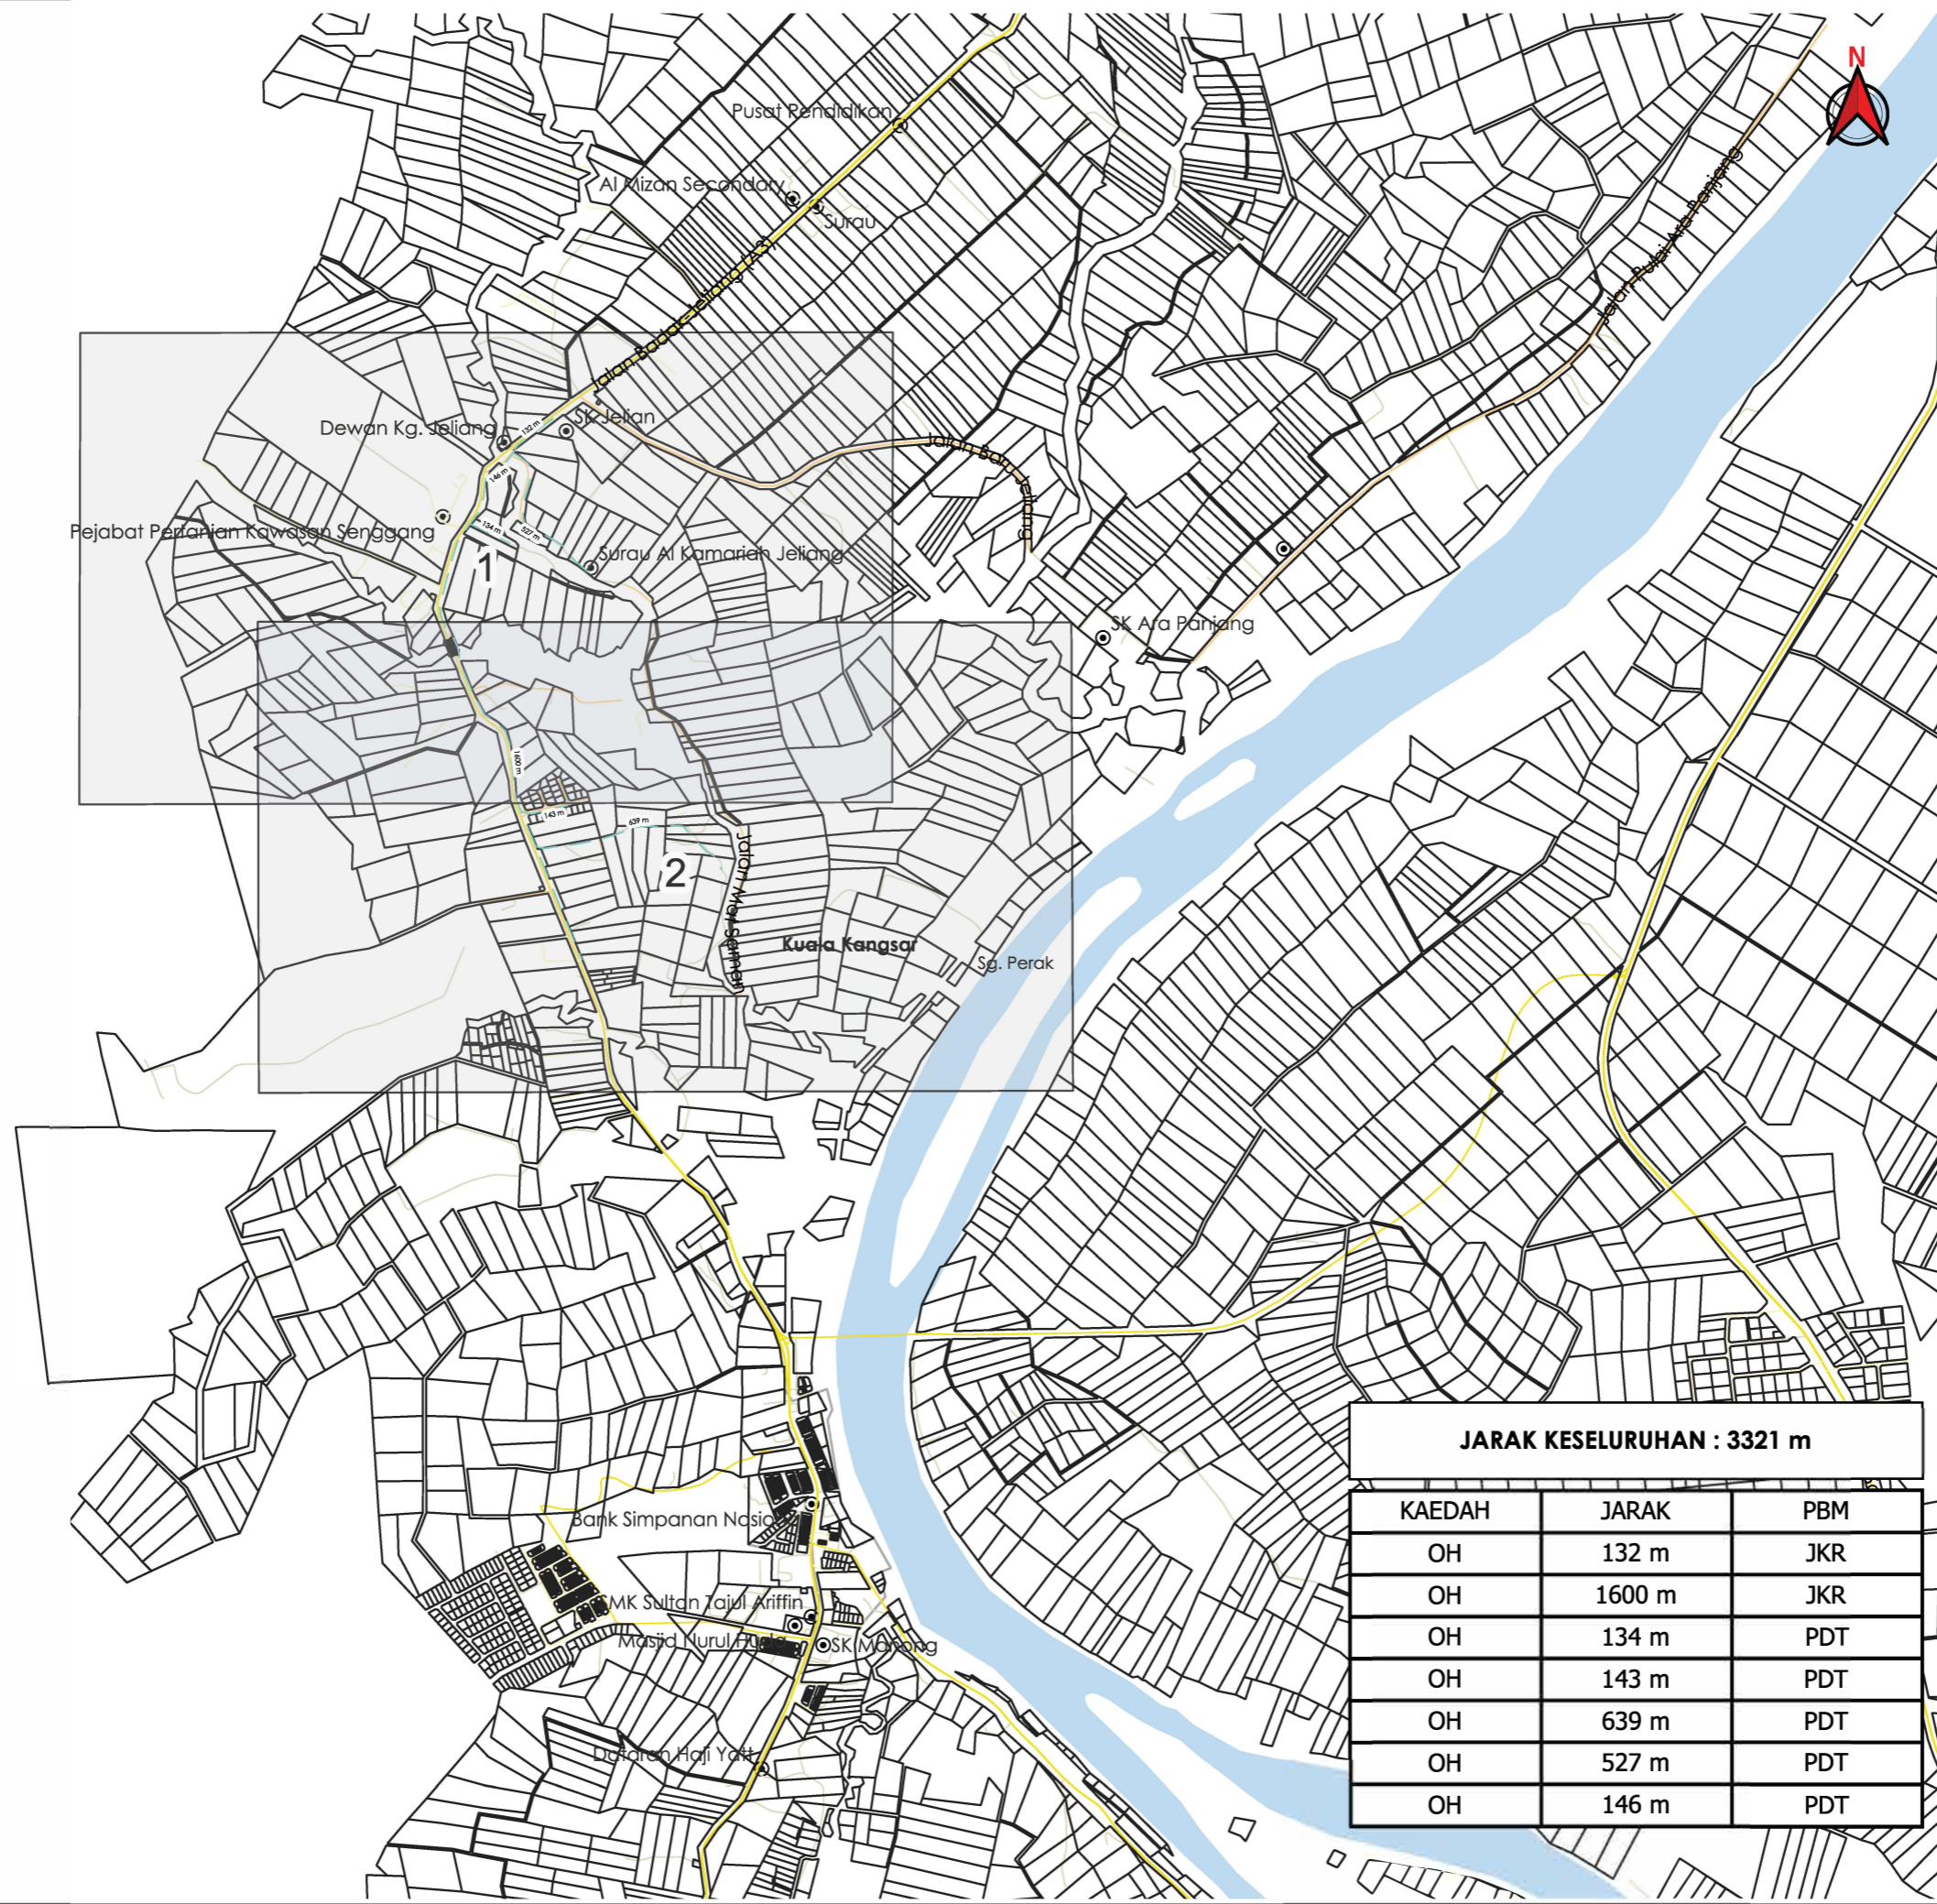 N
Pusat Pendidikan
Al Mizan Secondary
Surau
Jalan Pulai Ara Panjang
Jalan Badak-Jeliang (A3)
SK Jelian
Dewan Kg. Jeliang
132 m
Jalan Baru Jeliang
146 m
Pejabat Pertanian Kawasan Senggang
134 m
527 m
Surau Al Kamariah Jeliang
1
SK Ara Panjang
1600 m
143 m
639 m
2
Jalan Mat Saman
Kuala Kangsar
Sg. Perak
JARAK KESELURUHAN : 3321 m
KAEDAH JARAK PBM
OH 132 m JKR
OH 1600 m JKR
OH 134 m PDT
OH 143 m PDT
OH 639 m PDT
OH 527 m PDT
OH 146 m PDT
Bank Simpanan Nasional
SMK Sultan Tajul Ariffin
Masjid Nurul Huda
SK Manong
Dataran Haji Yatt